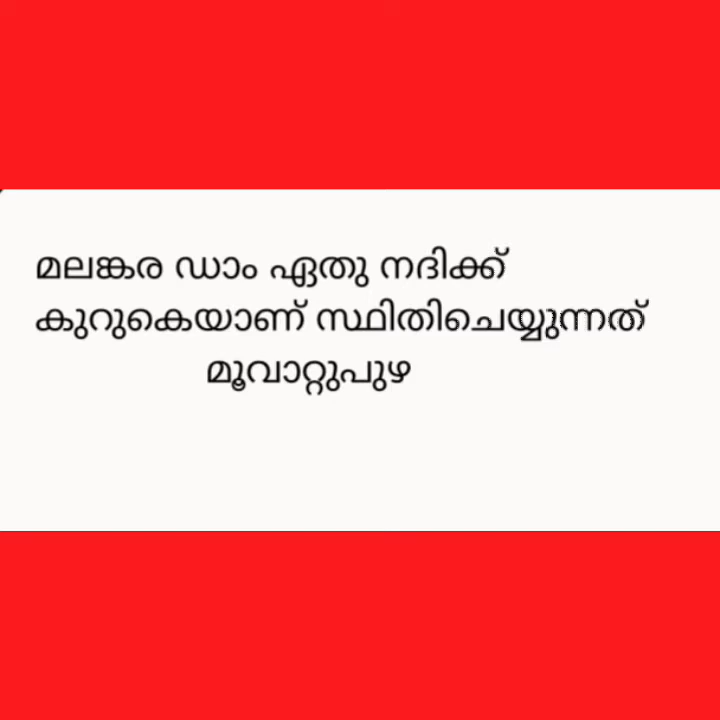 മലങ്കര ഡാം ഏതു നദിക്ക്
കുറുകെയാണ് സ്ഥിതിചെയ്യുന്നത്
മൂവാറ്റുപുഴ